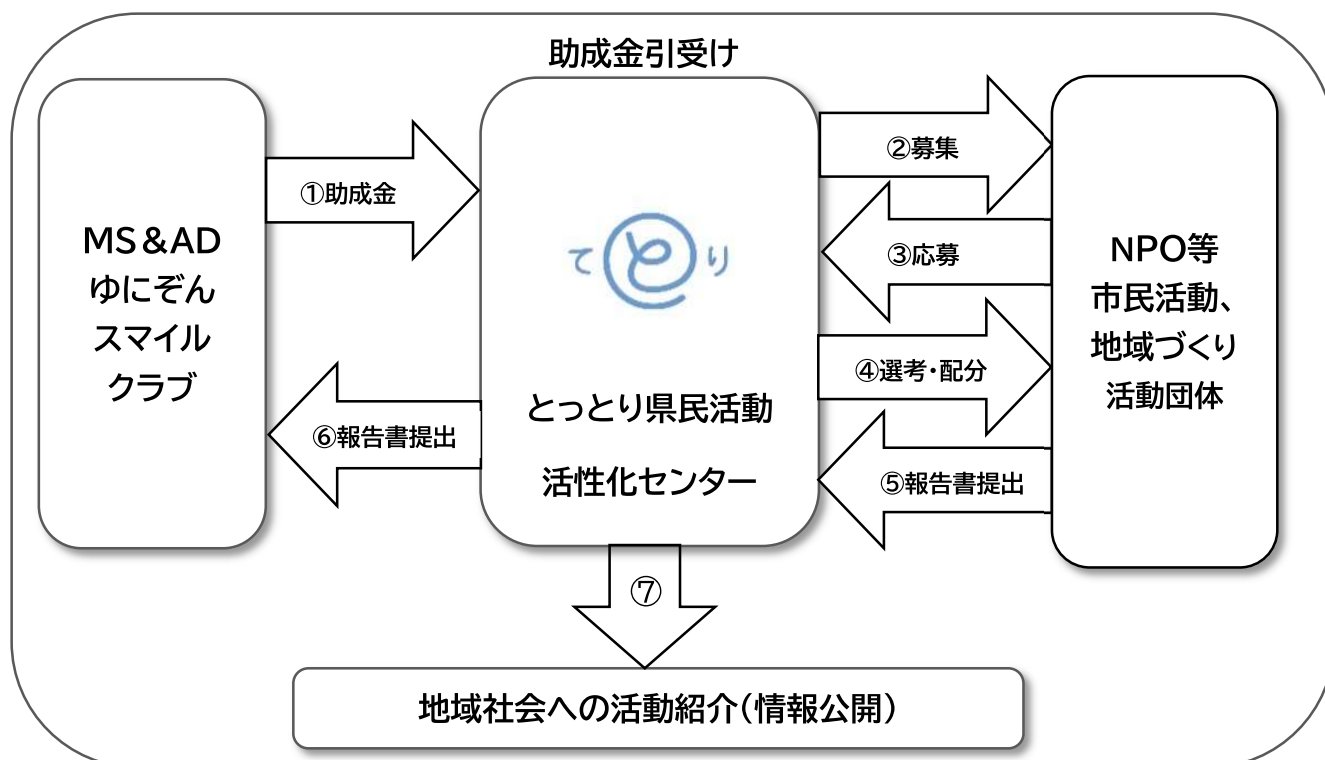 助成金引受け
MS&AD
ゆにぞん
スマイル
クラブ
①助成金
⑥報告書提出
て と り
とっとり県民活動
活性化センター
②募集
③応募
④選考・配分
⑤報告書提出
NPO等
市民活動、
地域づくり
活動団体
⑦
地域社会への活動紹介(情報公開)